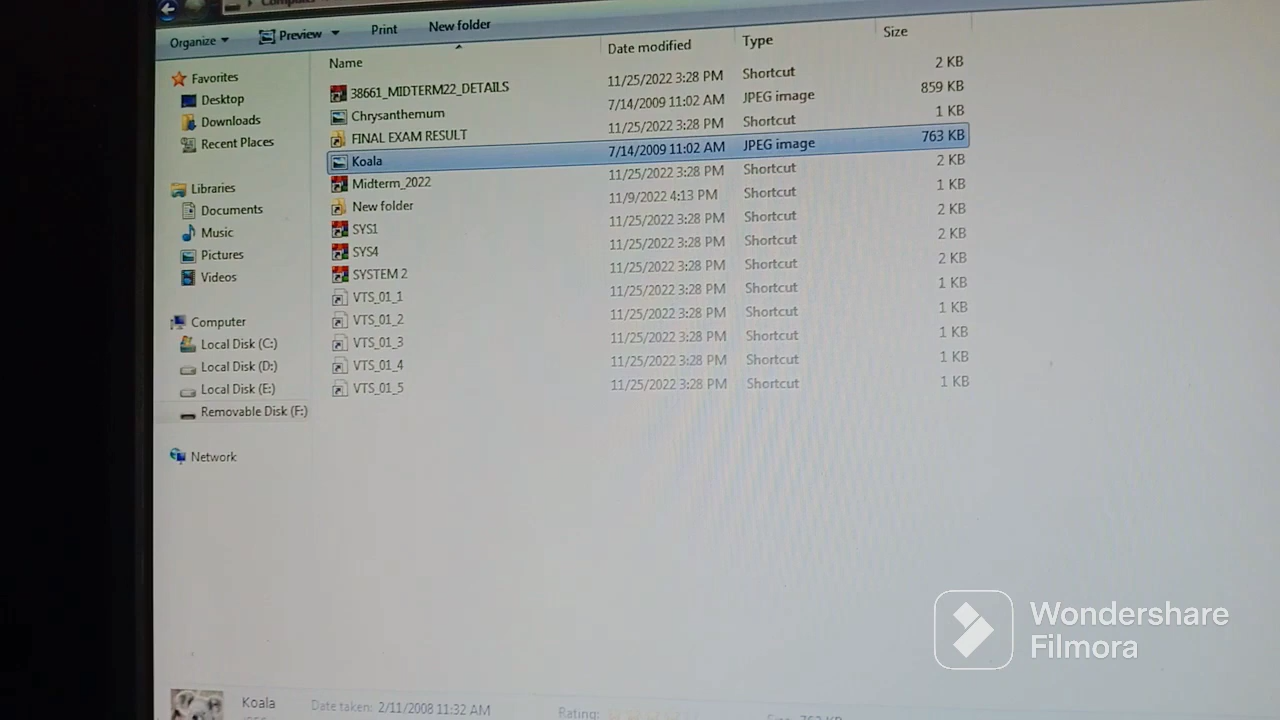 Computer
Organize Preview Print New folder
Name Date modified Type Size
Favorites
Desktop
Downloads
Recent Places
Libraries
Documents
Music
Pictures
Videos
Computer
Local Disk (C:)
Local Disk (D:)
Local Disk (E:)
Removable Disk (F:)
Network
38661_MIDTERM22_DETAILS 11/25/2022 3:28 PM Shortcut 2 KB
Chrysanthemum 7/14/2009 11:02 AM JPEG image 859 KB
FINAL EXAM RESULT 11/25/2022 3:28 PM Shortcut 1 KB
Koala 7/14/2009 11:02 AM JPEG image 763 KB
Midterm_2022 11/25/2022 3:28 PM Shortcut 2 KB
New folder 11/9/2022 4:13 PM Shortcut 1 KB
SYS1 11/25/2022 3:28 PM Shortcut 2 KB
SYS4 11/25/2022 3:28 PM Shortcut 2 KB
SYSTEM 2 11/25/2022 3:28 PM Shortcut 2 KB
VTS_01_1 11/25/2022 3:28 PM Shortcut 1 KB
VTS_01_2 11/25/2022 3:28 PM Shortcut 1 KB
VTS_01_3 11/25/2022 3:28 PM Shortcut 1 KB
VTS_01_4 11/25/2022 3:28 PM Shortcut 1 KB
VTS_01_5 11/25/2022 3:28 PM Shortcut 1 KB
Wondershare
Filmora
Koala Date taken: 2/11/2008 11:32 AM Rating: Size: 763 KB